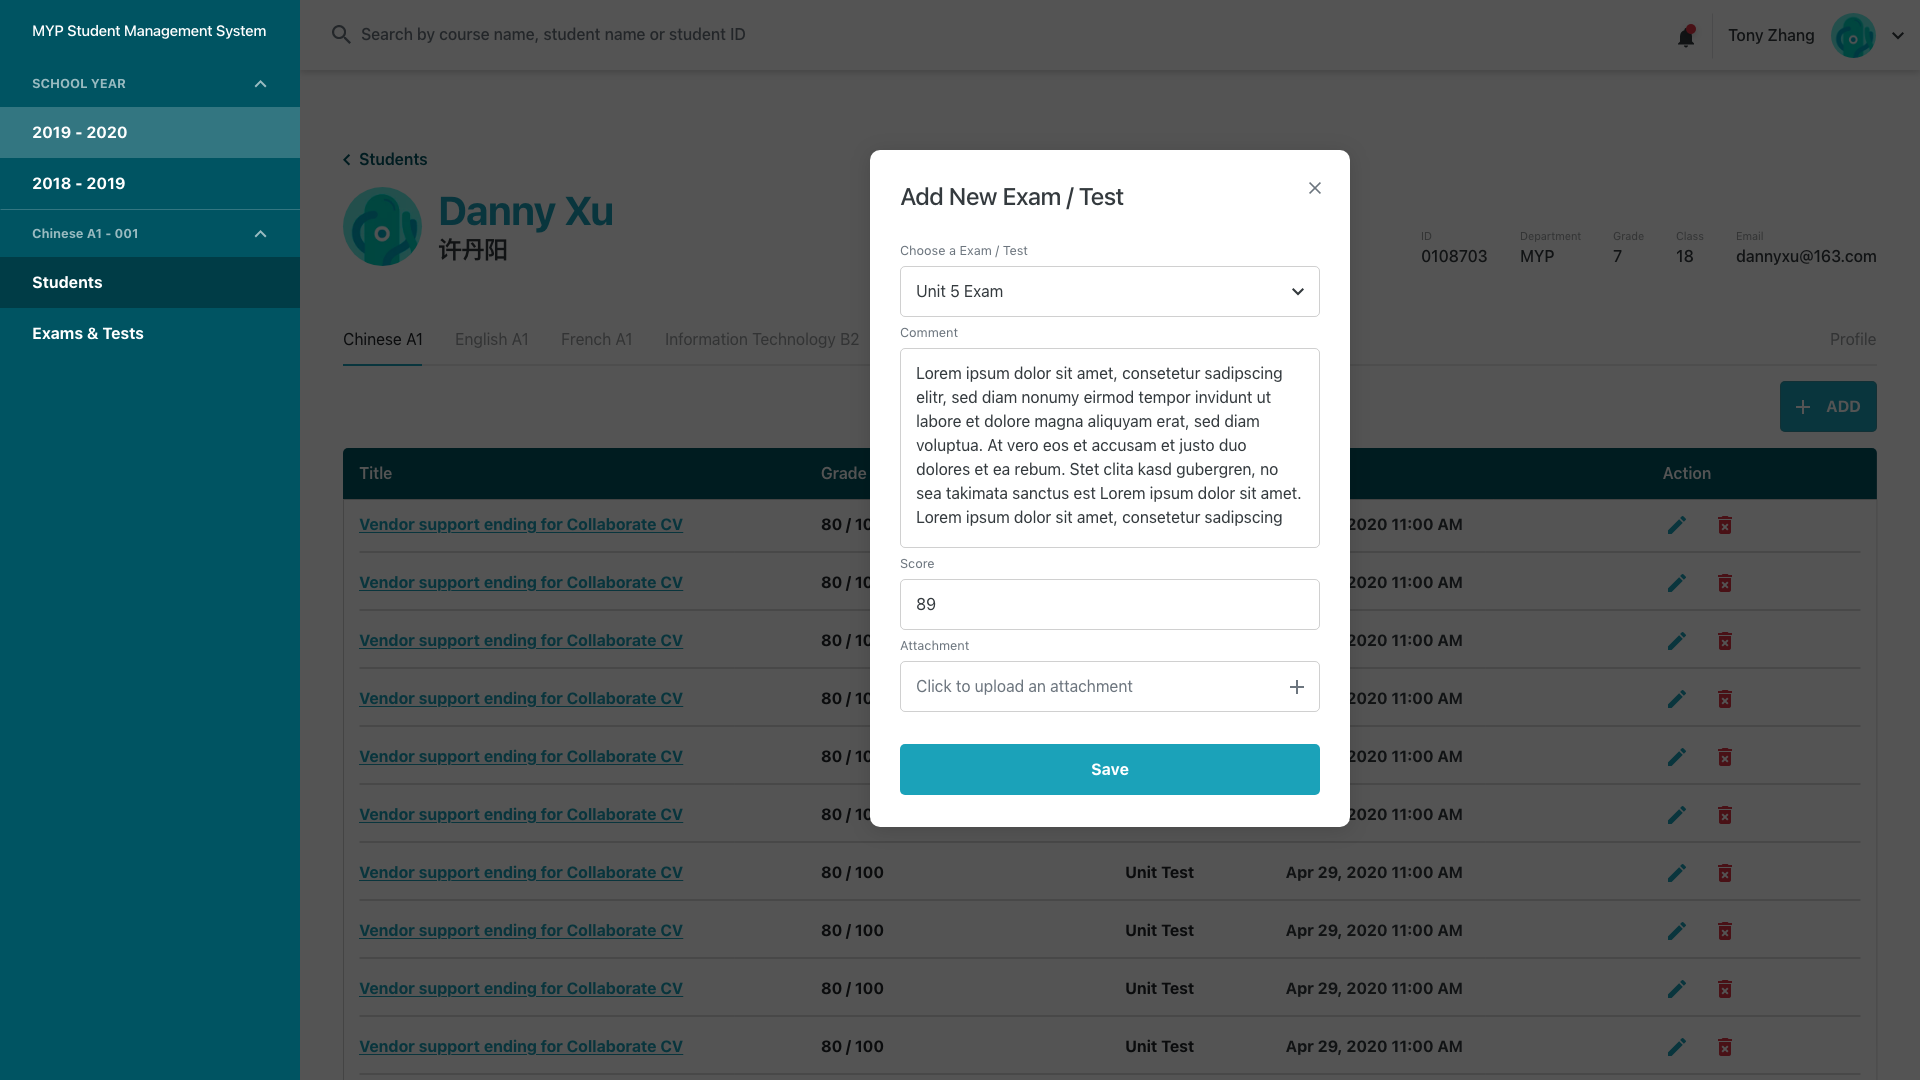 MYP Student Management System
SCHOOL YEAR
2019 - 2020
2018 - 2019
Chinese A1 - 001
Students
Exams & Tests
Search by course name, student name or student ID
Tony Zhang
Students
Danny Xu
许丹阳
ID
0108703
Department
MYP
Grade
7
Class
18
Email
dannyxu@163.com
Chinese A1
English A1
French A1
Information Technology B2
Profile
ADD
Title
Grade
Action
Vendor support ending for Collaborate CV 80 / 10 2020 11:00 AM
Vendor support ending for Collaborate CV 80 / 10 2020 11:00 AM
Vendor support ending for Collaborate CV 80 / 10 2020 11:00 AM
Vendor support ending for Collaborate CV 80 / 10 2020 11:00 AM
Vendor support ending for Collaborate CV 80 / 10 2020 11:00 AM
Vendor support ending for Collaborate CV 80 / 10 2020 11:00 AM
Vendor support ending for Collaborate CV 80 / 100 Unit Test Apr 29, 2020 11:00 AM
Vendor support ending for Collaborate CV 80 / 100 Unit Test Apr 29, 2020 11:00 AM
Vendor support ending for Collaborate CV 80 / 100 Unit Test Apr 29, 2020 11:00 AM
Vendor support ending for Collaborate CV 80 / 100 Unit Test Apr 29, 2020 11:00 AM
Add New Exam / Test
Choose a Exam / Test
Unit 5 Exam
Comment
Lorem ipsum dolor sit amet, consetetur sadipscing
elitr, sed diam nonumy eirmod tempor invidunt ut
labore et dolore magna aliquyam erat, sed diam
voluptua. At vero eos et accusam et justo duo
dolores et ea rebum. Stet clita kasd gubergren, no
sea takimata sanctus est Lorem ipsum dolor sit amet.
Lorem ipsum dolor sit amet, consetetur sadipscing
Score
89
Attachment
Click to upload an attachment
Save